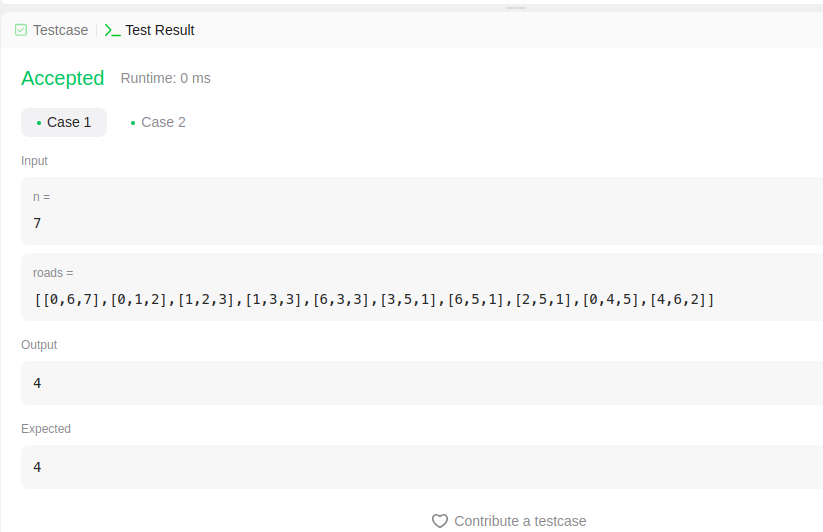 Testcase | Test Result
Accepted Runtime: 0 ms
• Case 1 • Case 2
Input
n =
7
roads =
[[0,6,7],[0,1,2],[1,2,3],[1,3,3],[6,3,3],[3,5,1],[6,5,1],[2,5,1],[0,4,5],[4,6,2]]
Output
4
Expected
4
Contribute a testcase